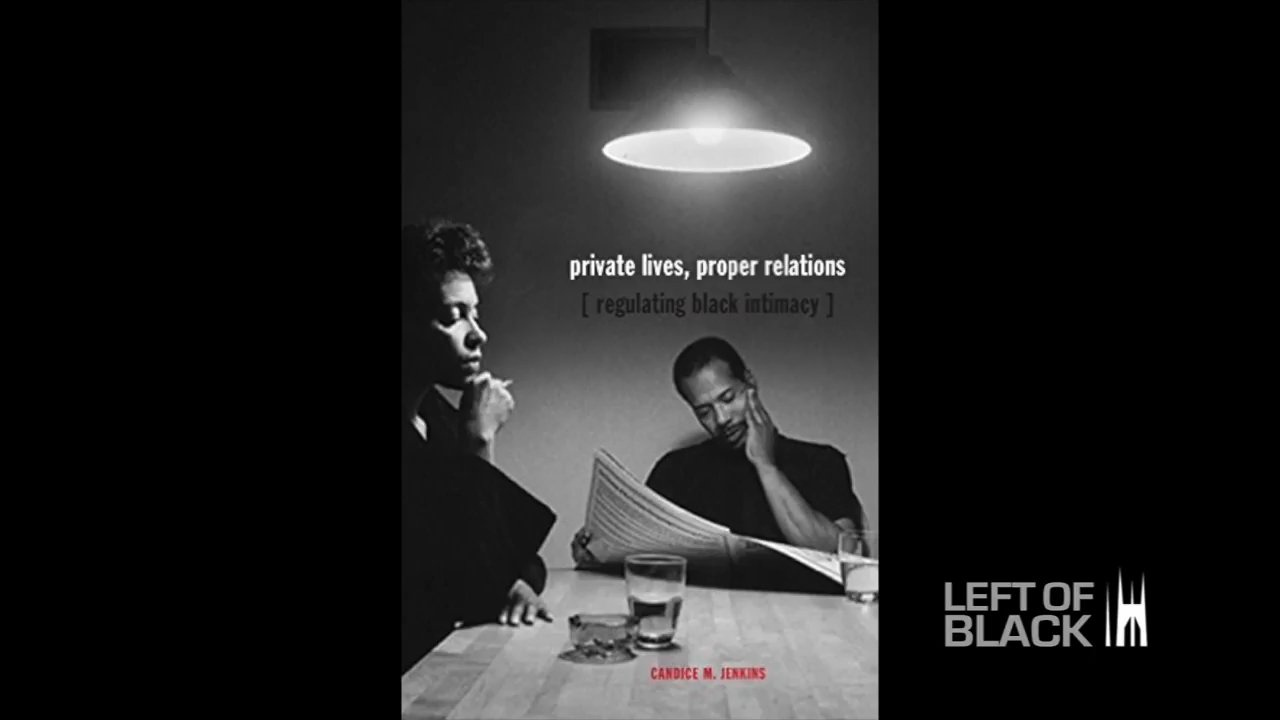 private lives, proper relations
[ regulating black intimacy ]
CANDICE M. JENKINS
LEFT OF
BLACK